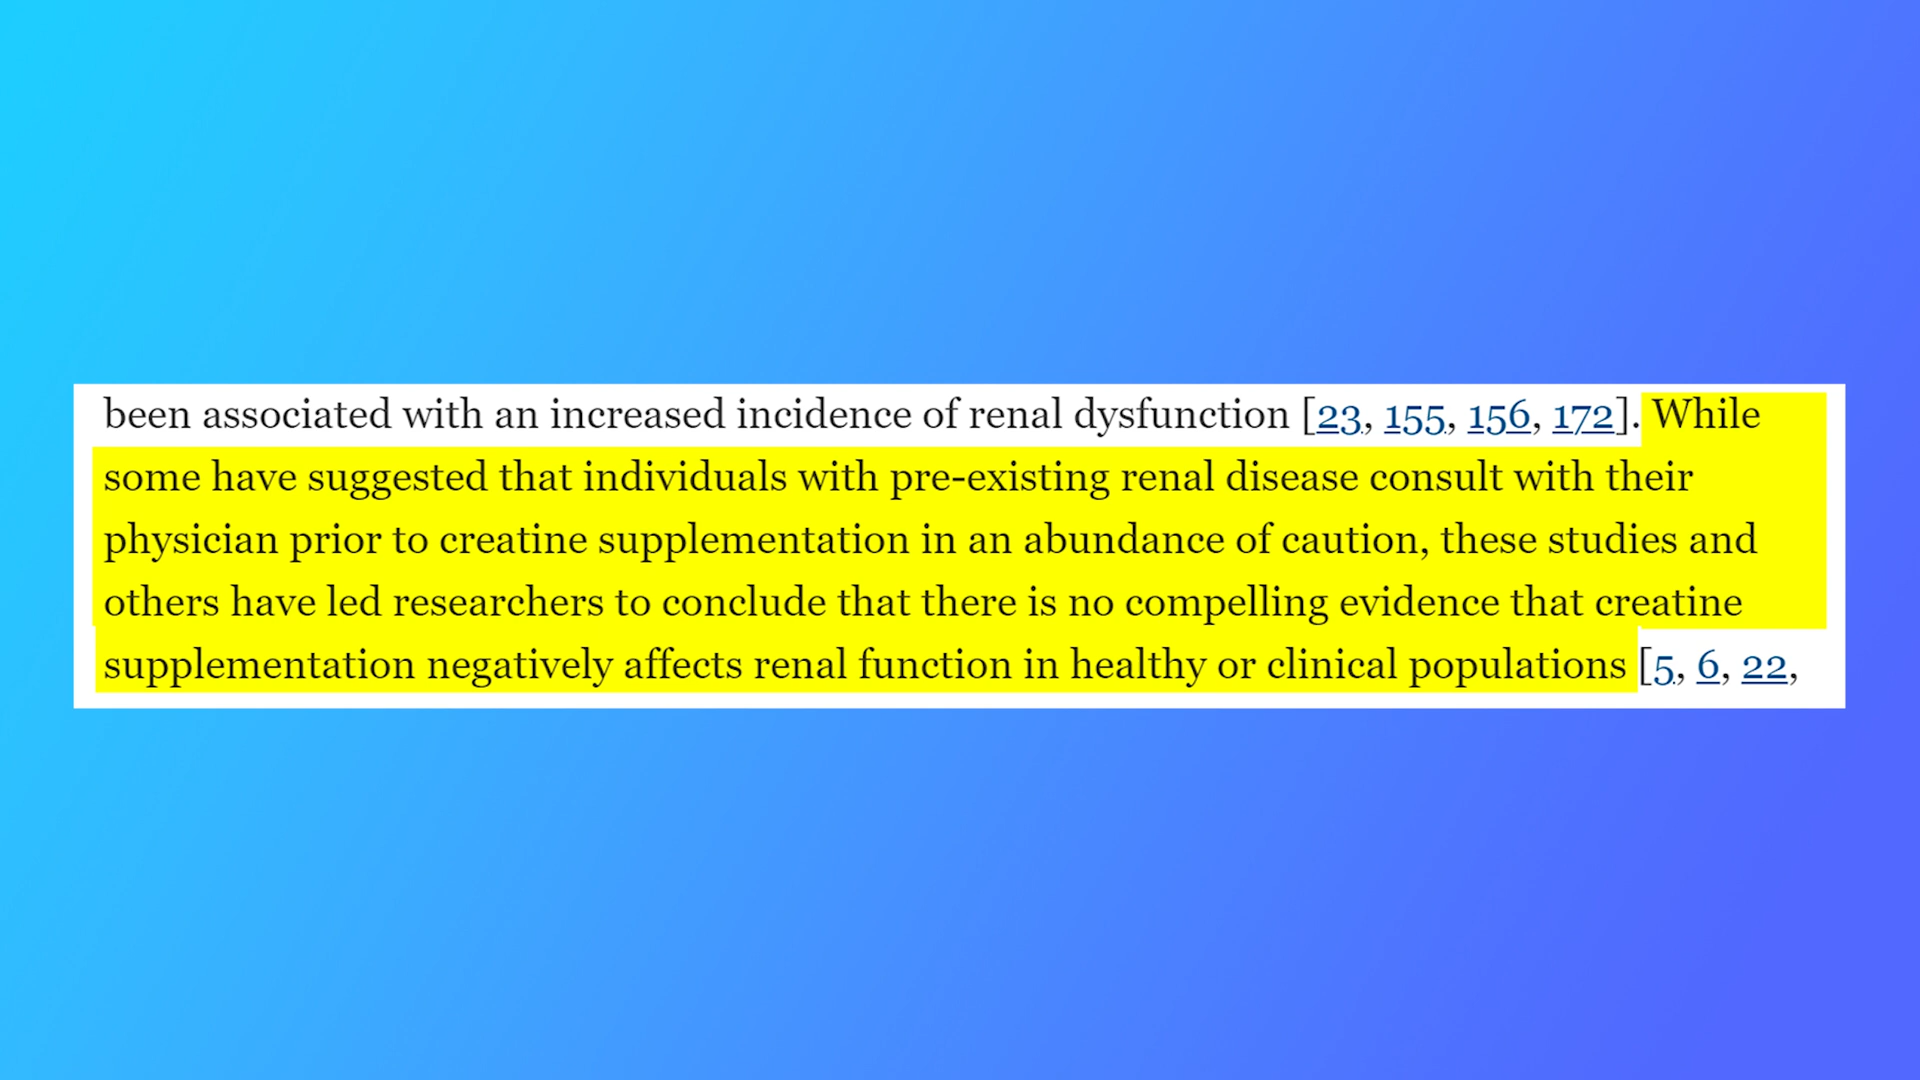 been associated with an increased incidence of renal dysfunction [23, 155, 156, 172]. While
some have suggested that individuals with pre-existing renal disease consult with their
physician prior to creatine supplementation in an abundance of caution, these studies and
others have led researchers to conclude that there is no compelling evidence that creatine
supplementation negatively affects renal function in healthy or clinical populations [5, 6, 22,